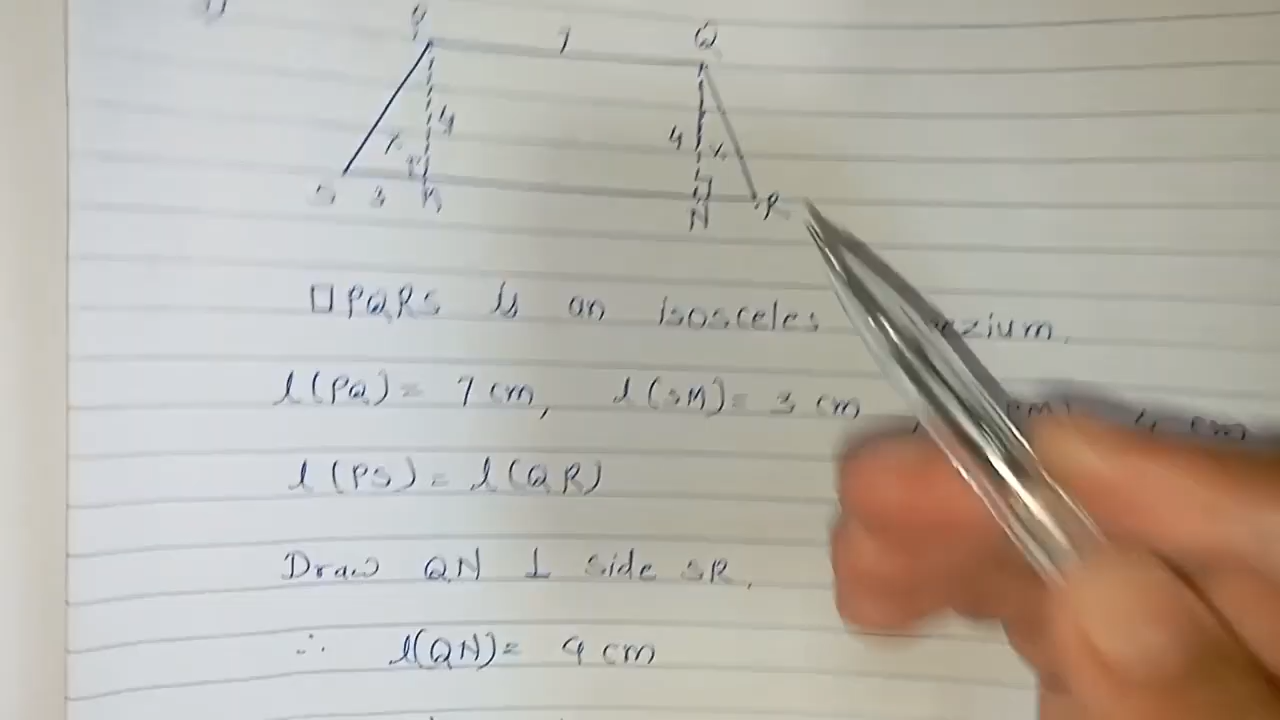 P 7 Q
4 4
x x
S 3 M N R
□PQRS is an isosceles
l(PQ) = 7 cm, l(SM) = 3 cm, 4 cm
l(PS) = l(QR)
Draw QN ⊥ side SR.
∴ l(QN) = 4 cm